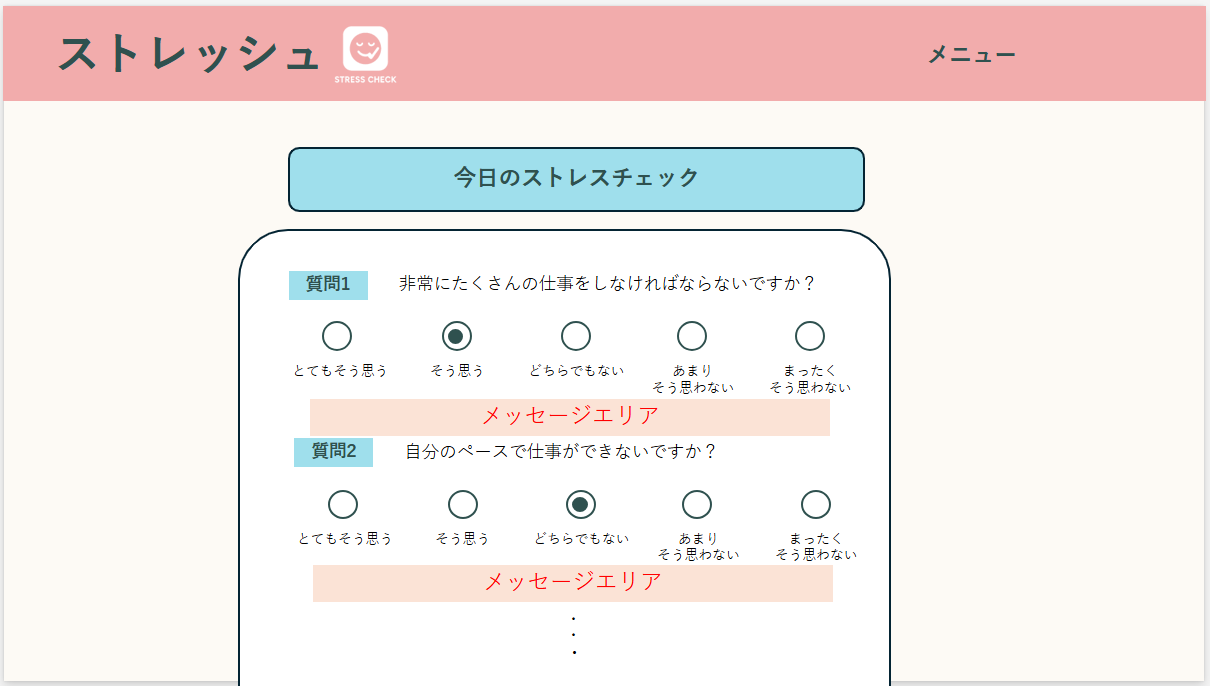 ストレッシュ
STRESS CHECK
メニュー
今日のストレスチェック
質問1
非常にたくさんの仕事をしなければならないですか？
とてもそう思う
そう思う
どちらでもない
あまり
そう思わない
まったく
そう思わない
メッセージエリア
質問2
自分のペースで仕事ができないですか？
とてもそう思う
そう思う
どちらでもない
あまり
そう思わない
まったく
そう思わない
メッセージエリア
・
・
・